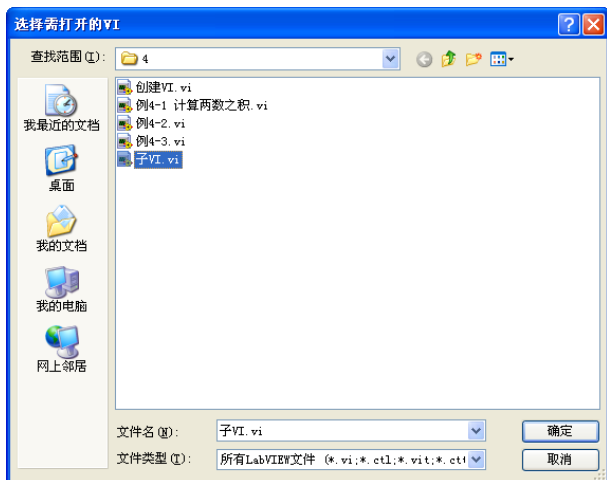 选择需打开的VI
查找范围(I): 4
创建VI.vi
例4-1 计算两数之积.vi
例4-2.vi
例4-3.vi
子VI.vi
我最近的文档
桌面
我的文档
我的电脑
网上邻居
文件名(N): 子VI.vi 确定
文件类型(T): 所有LabVIEW文件 (*.vi;*.ctl;*.vit;*.ctt 取消